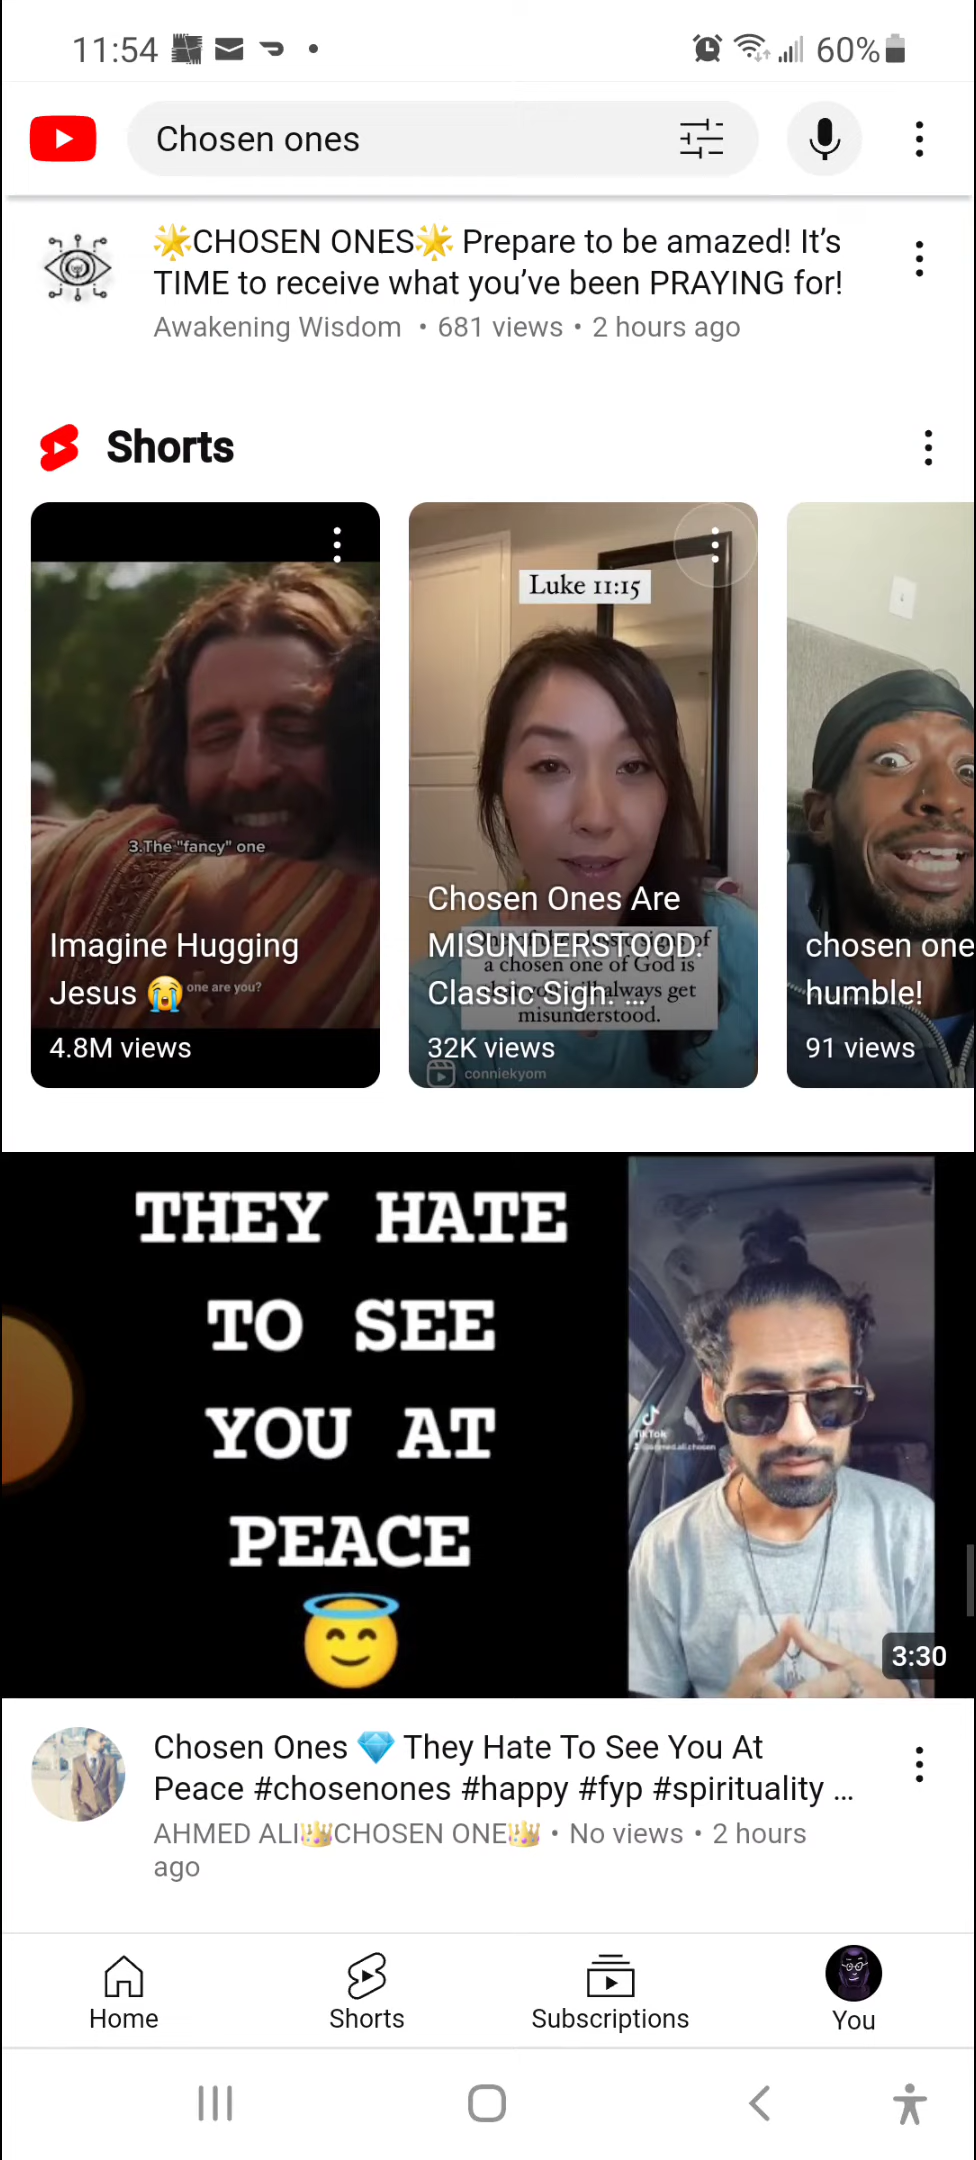 11:54
60%
Chosen ones
🌟CHOSEN ONES🌟 Prepare to be amazed! It’s
TIME to receive what you’ve been PRAYING for!
Awakening Wisdom • 681 views • 2 hours ago
Shorts
3.The "fancy" one
Imagine Hugging
Jesus 😭 one are you?
4.8M views
Luke 11:15
Chosen Ones Are
MISUNDERSTOOD.
of
a chosen one of God is
Classic Sign. ...
always get
misunderstood.
32K views
conniekyom
chosen one
humble!
91 views
THEY HATE
TO SEE
YOU AT
PEACE
😇
TikTok
3:30
Chosen Ones 💎 They Hate To See You At
Peace #chosenones #happy #fyp #spirituality ...
AHMED ALI👑CHOSEN ONE👑 • No views • 2 hours
ago
Home
Shorts
Subscriptions
You